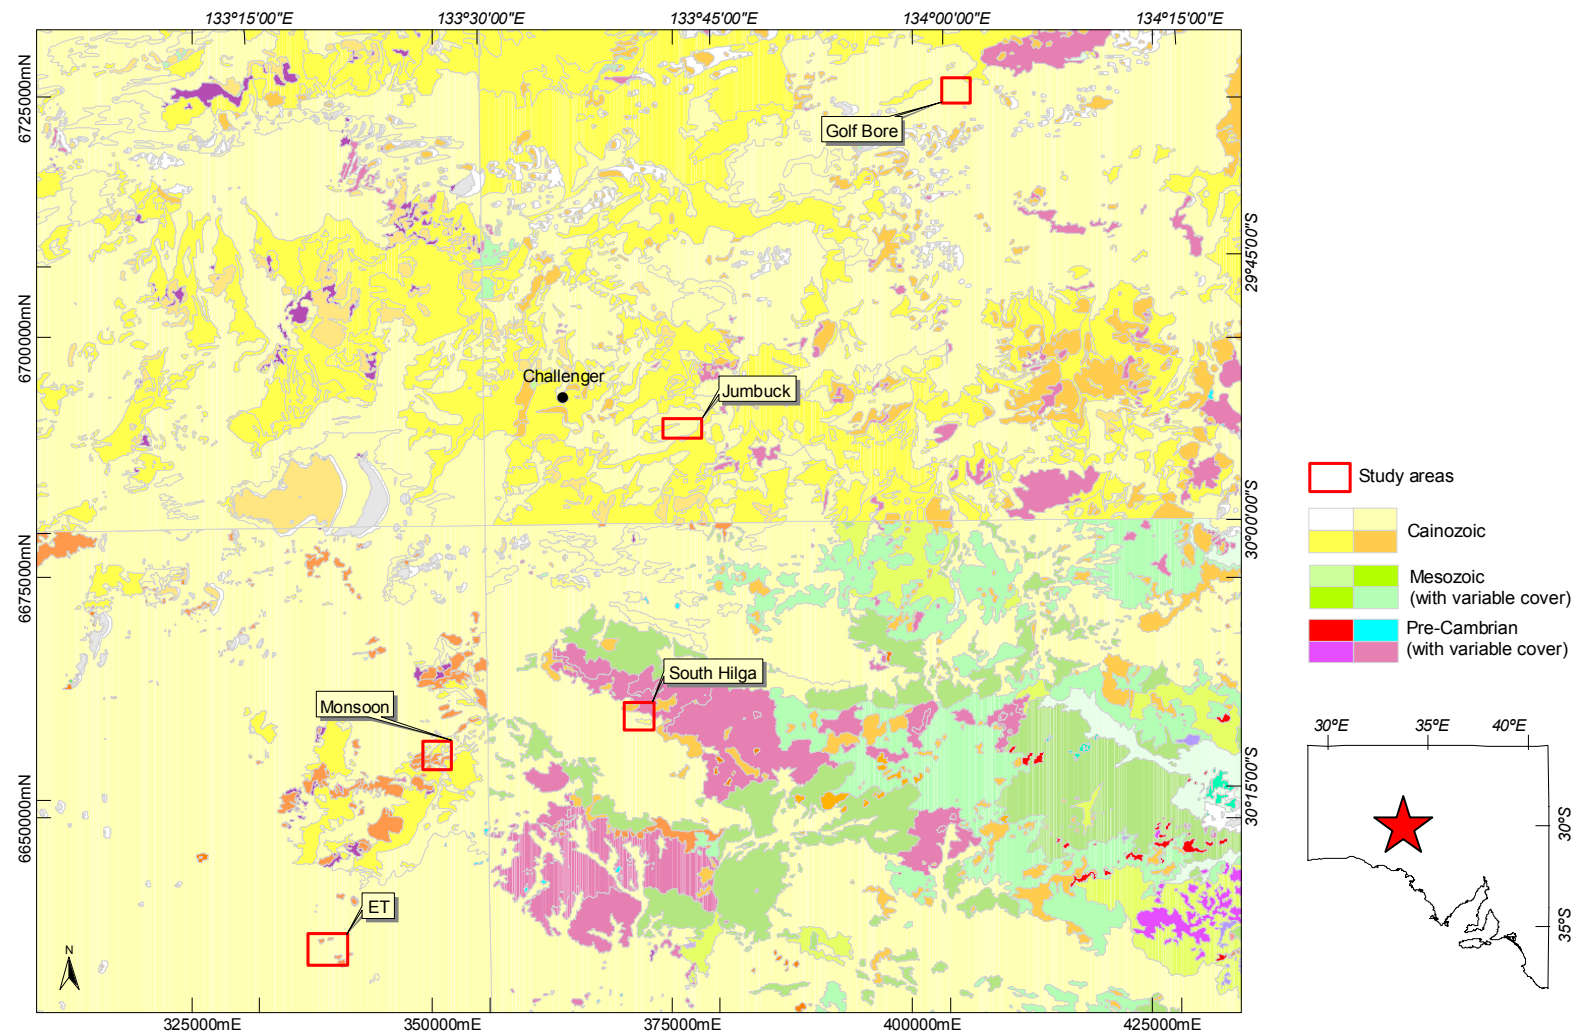 133°15'00"E
133°30'00"E
133°45'00"E
134°00'00"E
134°15'00"E
6725000mN
Golf Bore
29°45'00"S
6700000mN
Challenger
Jumbuck
Study areas
30°00'00"S
Cainozoic
6675000mN
Mesozoic
(with variable cover)
Pre-Cambrian
(with variable cover)
South Hilga
Monsoon
30°E
35°E
40°E
30°15'00"S
6650000mN
30°S
ET
35°S
N
325000mE
350000mE
375000mE
400000mE
425000mE